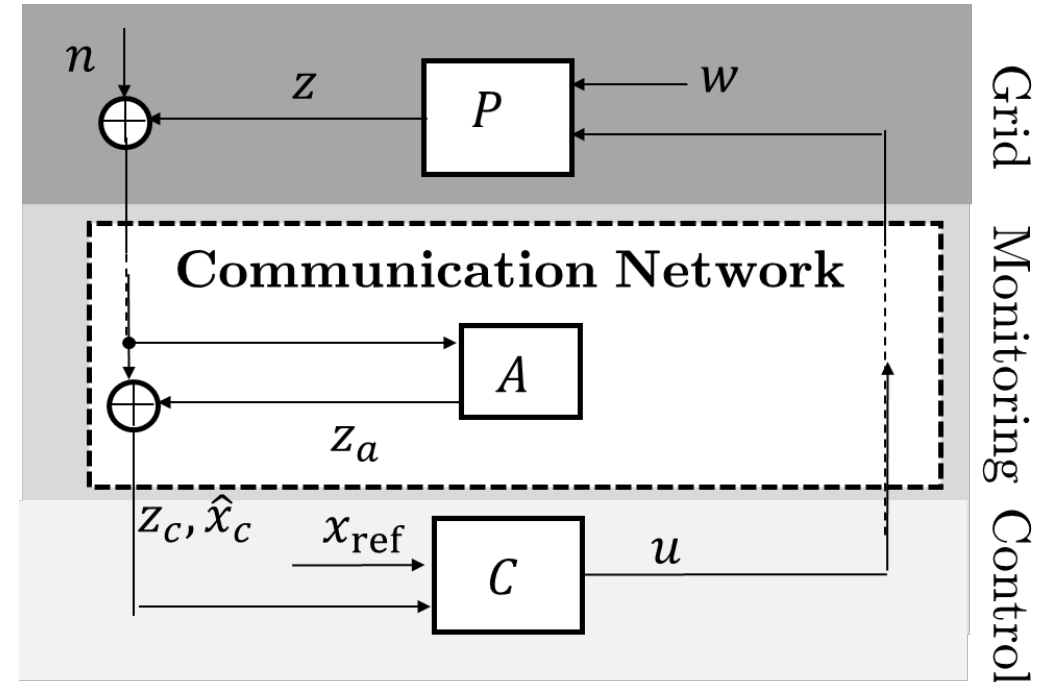 n
z
P
w
Grid
Communication Network
A
z_a
Monitoring
z_c, x̂_c
x_ref
C
u
Control